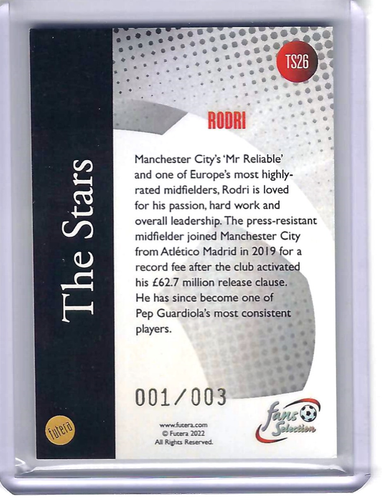 TS26
RODRI
The Stars
Manchester City's 'Mr Reliable'
and one of Europe's most highly-
rated midfielders, Rodri is loved
for his passion, hard work and
overall leadership. The press-resistant
midfielder joined Manchester City
from Atlético Madrid in 2019 for a
record fee after the club activated
his £62.7 million release clause.
He has since become one of
Pep Guardiola's most consistent
players.
001/003
futera
www.futera.com
© Futera 2022
All Rights Reserved.
fans
Selection